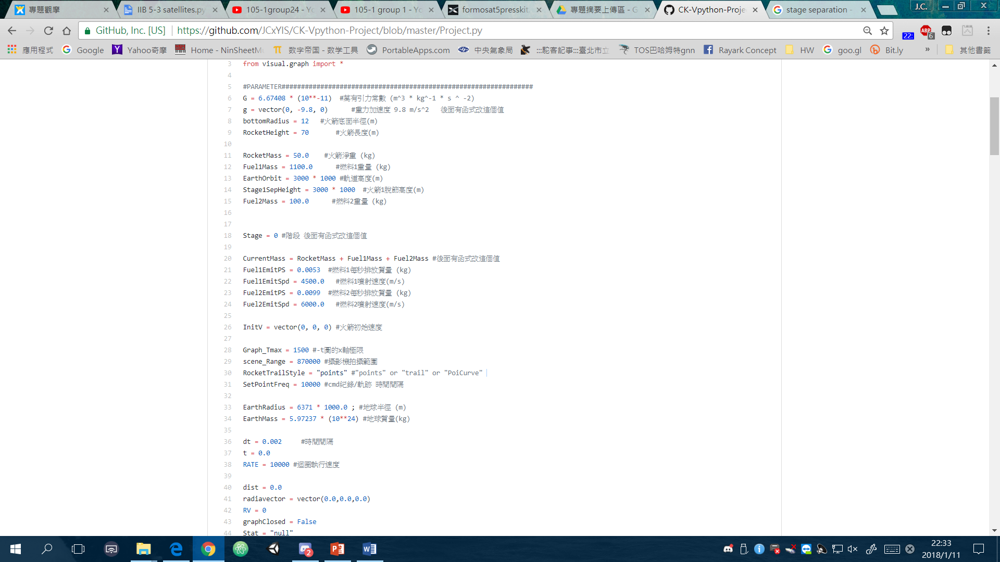 專題觀摩
IIB 5-3 satellites.py
105-1group24 - Yo
105-1 group 1 - Yo
formosat5presskit.
專題摘要上傳區 - G
CK-Vpython-Proje
stage separation -
J.C.
GitHub, Inc. [US] https://github.com/JCxYIS/CK-Vpython-Project/blob/master/Project.py
22:
ABP
6
應用程式
Google
Yahoo奇摩
Home - NinSheetMu
数字帝国 - 数学工具
PortableApps.com
中央氣象局
:::駝客記事:::臺北市立
TOS巴哈姆特gnn
Rayark Concept
HW
goo.gl
Bit.ly
»
其他書籤
3 from visual.graph import *
4
5 #PARAMETER#################################################################
6 G = 6.67408 * (10**-11)  #萬有引力常數 (m^3 * kg^-1 * s ^ -2)
7 g = vector(0, -9.8, 0)      #重力加速度 9.8 m/s^2   後面有函式改這個值
8 bottomRadius = 12   #火箭底面半徑(m)
9 RocketHeight = 70       #火箭長度(m)
10
11 RocketMass = 50.0    #火箭淨重 (kg)
12 Fuel1Mass = 1100.0      #燃料1重量 (kg)
13 EarthOrbit = 3000 * 1000 #軌道高度(m)
14 Stage1SepHeight = 3000 * 1000  #火箭1脫節高度(m)
15 Fuel2Mass = 100.0      #燃料2重量 (kg)
16
17
18 Stage = 0 #階段 後面有函式改這個值
19
20 CurrentMass = RocketMass + Fuel1Mass + Fuel2Mass #後面有函式改這個值
21 Fuel1EmitPS = 0.0053  #燃料1每秒排放質量 (kg)
22 Fuel1EmitSpd = 4500.0   #燃料1噴射速度(m/s)
23 Fuel2EmitPS = 0.0099  #燃料2每秒排放質量 (kg)
24 Fuel2EmitSpd = 6000.0   #燃料2噴射速度(m/s)
25
26 InitV = vector(0, 0, 0) #火箭初始速度
27
28 Graph_Tmax = 1500 #-t圖的x軸極限
29 scene_Range = 870000 #攝影機拍攝範圍
30 RocketTrailStyle = "points" #"points" or "trail" or "PoiCurve"
31 SetPointFreq = 10000 #cmd紀錄/軌跡 時間間隔
32
33 EarthRadius = 6371 * 1000.0 ; #地球半徑 (m)
34 EarthMass = 5.97237 * (10**24) #地球質量(kg)
35
36 dt = 0.002     #時間間隔
37 t = 0.0
38 RATE = 10000 #迴圈執行速度
39
40 dist = 0.0
41 radiavector = vector(0.0,0.0,0.0)
42 RV = 0
43 graphClosed = False
44 Stat = "null"
2
22:33
2018/1/11